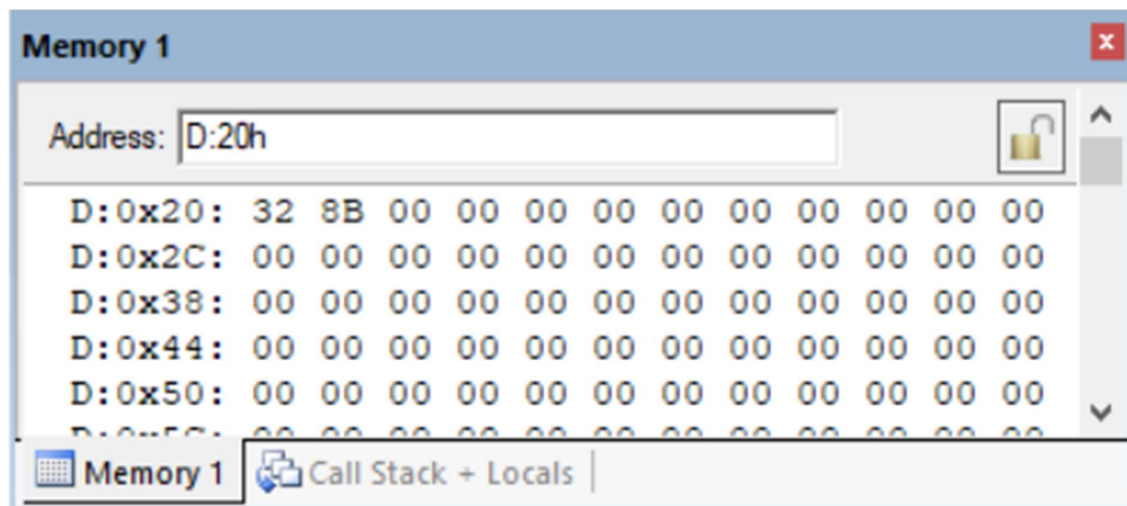 Memory 1
Address: D:20h
D:0x20: 32 8B 00 00 00 00 00 00 00 00 00 00
D:0x2C: 00 00 00 00 00 00 00 00 00 00 00 00
D:0x38: 00 00 00 00 00 00 00 00 00 00 00 00
D:0x44: 00 00 00 00 00 00 00 00 00 00 00 00
D:0x50: 00 00 00 00 00 00 00 00 00 00 00 00
Memory 1 Call Stack + Locals